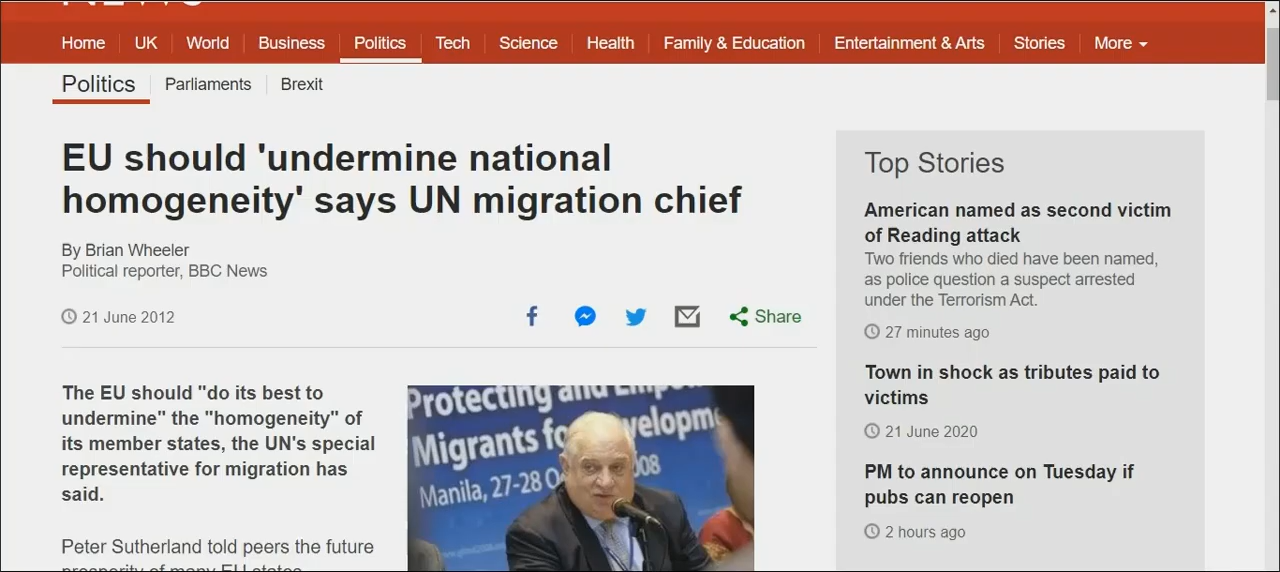 NEWS
Home
UK
World
Business
Politics
Tech
Science
Health
Family & Education
Entertainment & Arts
Stories
More
Politics
Parliaments
Brexit
EU should 'undermine national
homogeneity' says UN migration chief
By Brian Wheeler
Political reporter, BBC News
21 June 2012
Share
The EU should "do its best to
undermine" the "homogeneity" of
its member states, the UN's special
representative for migration has
said.
Peter Sutherland told peers the future
prosperity of many EU states
Protecting and
Migrants for
Manila, 27-28
Top Stories
American named as second victim
of Reading attack
Two friends who died have been named,
as police question a suspect arrested
under the Terrorism Act.
27 minutes ago
Town in shock as tributes paid to
victims
21 June 2020
PM to announce on Tuesday if
pubs can reopen
2 hours ago